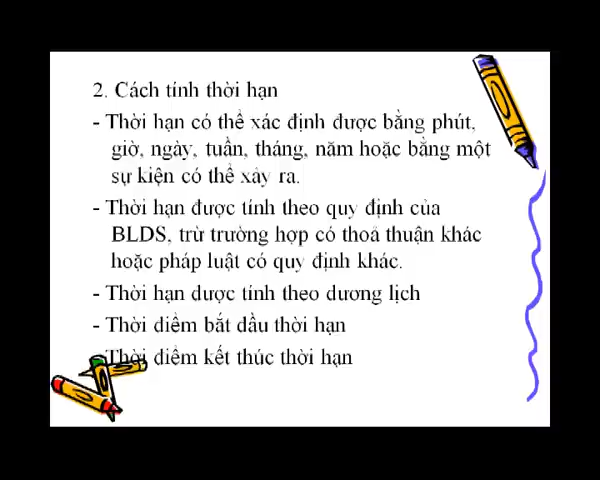 2. Cách tính thời hạn
- Thời hạn có thể xác định được bằng phút,
giờ, ngày, tuần, tháng, năm hoặc bằng một
sự kiện có thể xảy ra.
- Thời hạn được tính theo quy định của
BLDS, trừ trường hợp có thoả thuận khác
hoặc pháp luật có quy định khác.
- Thời hạn được tính theo dương lịch
- Thời điểm bắt đầu thời hạn
Thời điểm kết thúc thời hạn